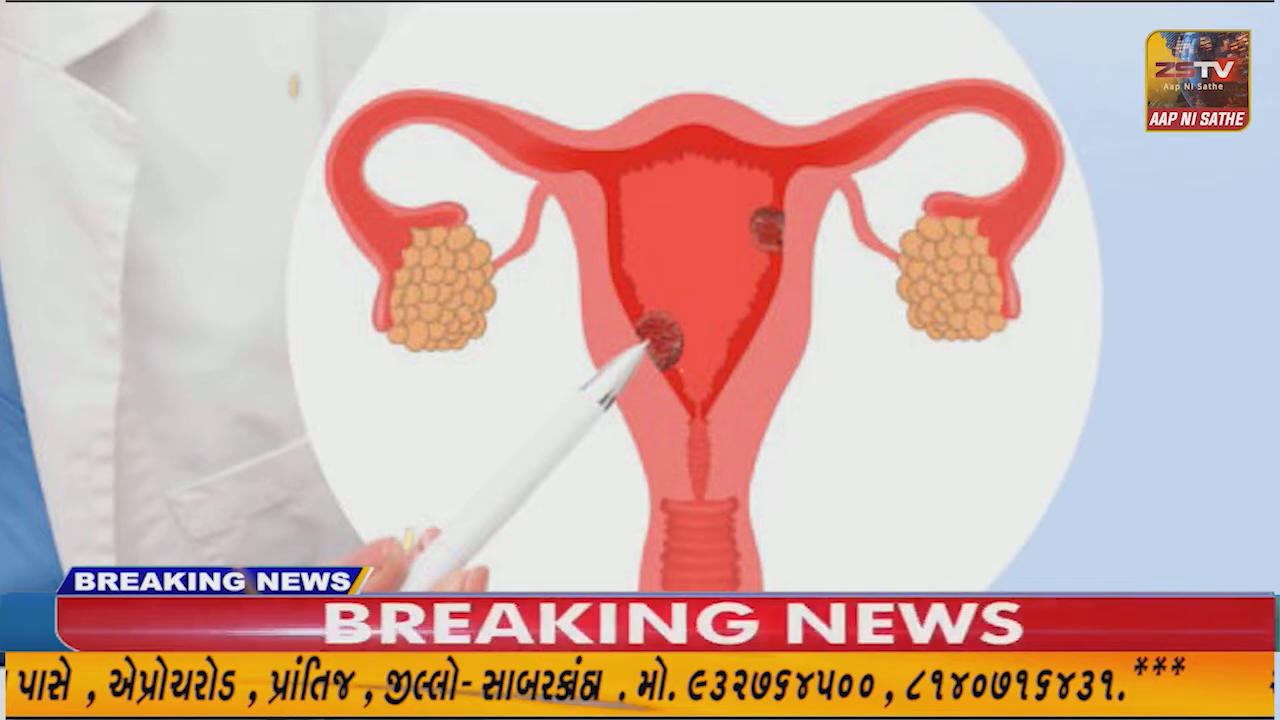 ZSTV
Aap Ni Sathe
AAP NI SATHE
BREAKING NEWS
BREAKING NEWS
પાસે , એપ્રોચરોડ , પ્રાંતિજ , જીલ્લો- સાબરકાંઠા . મો. ૯૩૨૭૬૪૫૦૦ , ૮૧૪૦૭૧૬૪૩૧. ***